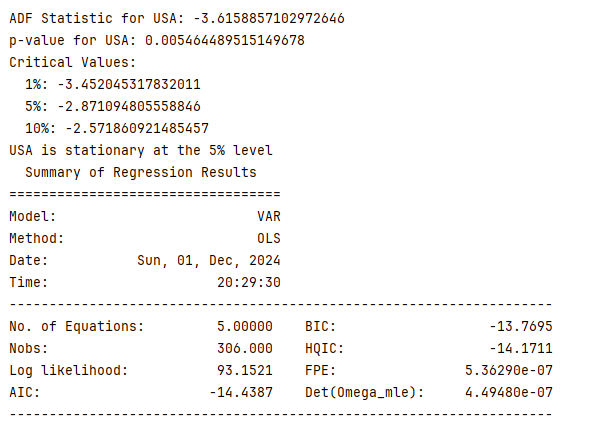 ADF Statistic for USA: -3.6158857102972646
p-value for USA: 0.005464489515149678
Critical Values:
  1%: -3.452045317832011
  5%: -2.871094805558846
  10%: -2.571860921485457
USA is stationary at the 5% level
  Summary of Regression Results
==================================
Model:                         VAR
Method:                        OLS
Date:           Sun, 01, Dec, 2024
Time:                     20:29:30
--------------------------------------------------------------------
No. of Equations:         5.00000    BIC:                   -13.7695
Nobs:                     306.000    HQIC:                  -14.1711
Log likelihood:           93.1521    FPE:                5.36290e-07
AIC:                     -14.4387    Det(Omega_mle):     4.49480e-07
--------------------------------------------------------------------